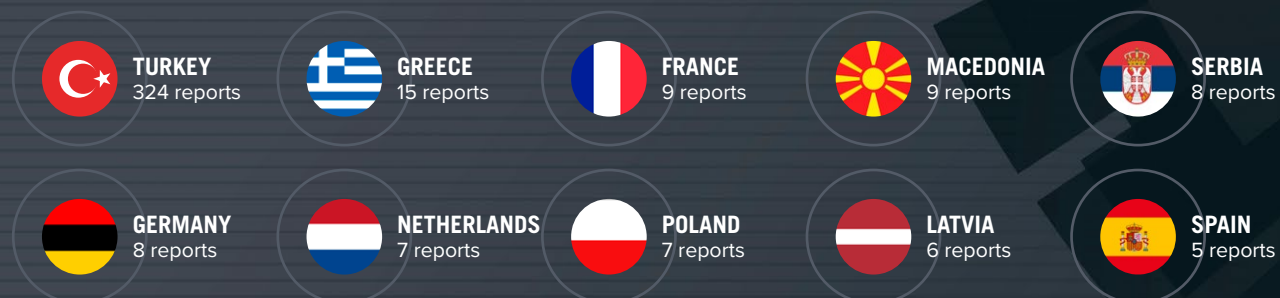 TURKEY
324 reports
GREECE
15 reports
FRANCE
9 reports
MACEDONIA
9 reports
SERBIA
8 reports
GERMANY
8 reports
NETHERLANDS
7 reports
POLAND
7 reports
LATVIA
6 reports
SPAIN
5 reports